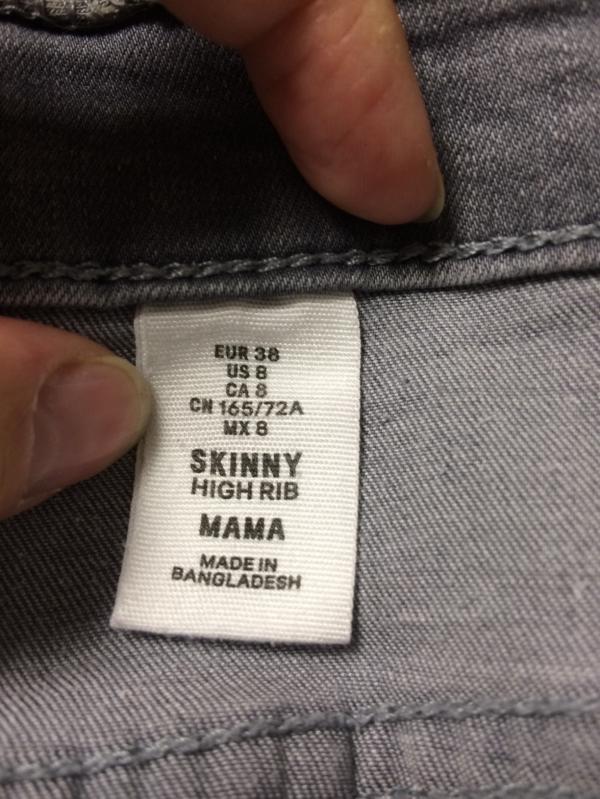 EUR 38
US 8
CA 8
CN 165/72A
MX 8
SKINNY
HIGH RIB
MAMA
MADE IN
BANGLADESH